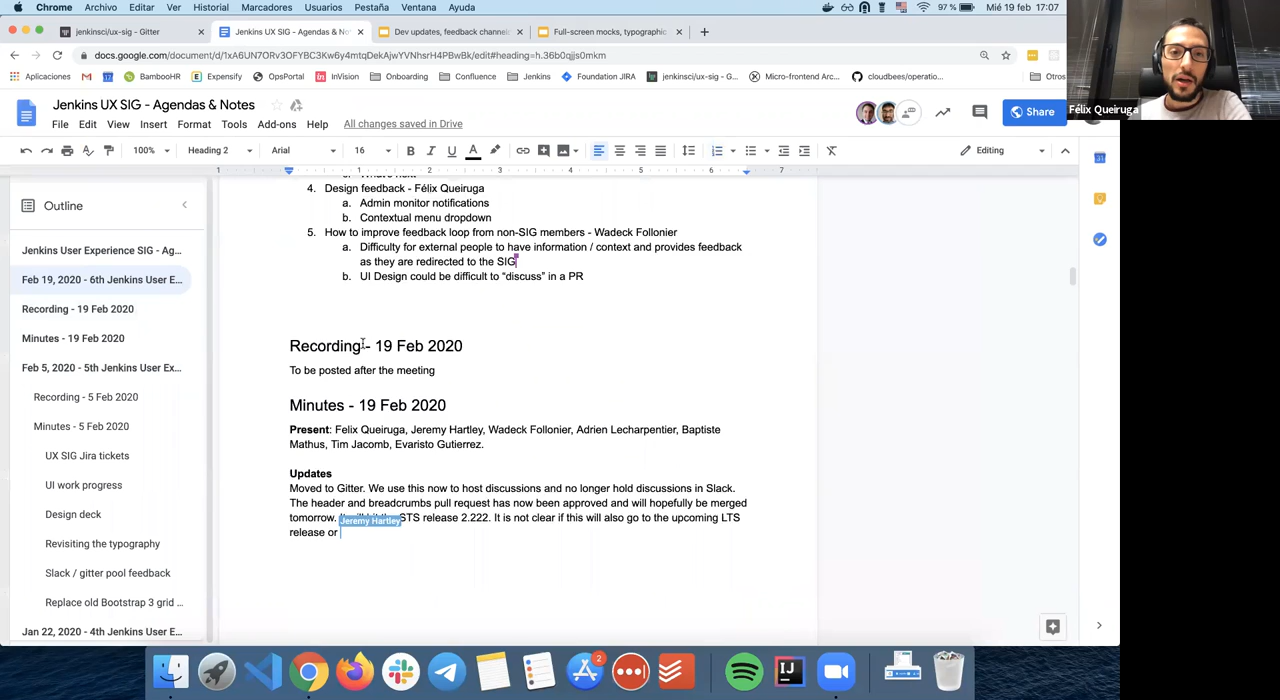 Chrome Archivo Editar Ver Historial Marcadores Usuarios Pestaña Ventana Ayuda 97 % Mié 19 feb 17:07
jenkinsci/ux-sig - Gitter Jenkins UX SIG - Agendas & No Dev updates, feedback channel Full-screen mocks, typographic
docs.google.com/document/d/1xA6UN7ORv3OFYBC3Kw6y4mtqDekAjwYVNhsrH4PBwBk/edit#heading=h.36b0qjjs0mkm
Aplicaciones BambooHR Expensify OpsPortal InVision Onboarding Confluence Jenkins Foundation JIRA jenkinsci/ux-sig - G... Micro-frontend Arc... cloudbees/operatio... Otros
Félix Queiruga
Jenkins UX SIG - Agendas & Notes
Share
File Edit View Insert Format Tools Add-ons Help All changes saved in Drive
100% Heading 2 Arial 16 Editing
1 1 2 3 4 5 6 7
Outline
Jenkins User Experience SIG - Ag...
Feb 19, 2020 - 6th Jenkins User E...
Recording - 19 Feb 2020
Minutes - 19 Feb 2020
Feb 5, 2020 - 5th Jenkins User Ex...
Recording - 5 Feb 2020
Minutes - 5 Feb 2020
UX SIG Jira tickets
UI work progress
Design deck
Revisiting the typography
Slack / gitter pool feedback
Replace old Bootstrap 3 grid ...
Jan 22, 2020 - 4th Jenkins User E...
4. Design feedback - Félix Queiruga
a. Admin monitor notifications
b. Contextual menu dropdown
5. How to improve feedback loop from non-SIG members - Wadeck Follonier
a. Difficulty for external people to have information / context and provides feedback
as they are redirected to the SIG
b. UI Design could be difficult to “discuss” in a PR
Recording - 19 Feb 2020
To be posted after the meeting
Minutes - 19 Feb 2020
Present: Felix Queiruga, Jeremy Hartley, Wadeck Follonier, Adrien Lecharpentier, Baptiste
Mathus, Tim Jacomb, Evaristo Gutierrez.
Updates
Moved to Gitter. We use this now to host discussions and no longer hold discussions in Slack.
The header and breadcrumbs pull request has now been approved and will hopefully be merged
tomorrow. STS release 2.222. It is not clear if this will also go to the upcoming LTS
Jeremy Hartley
release or
2